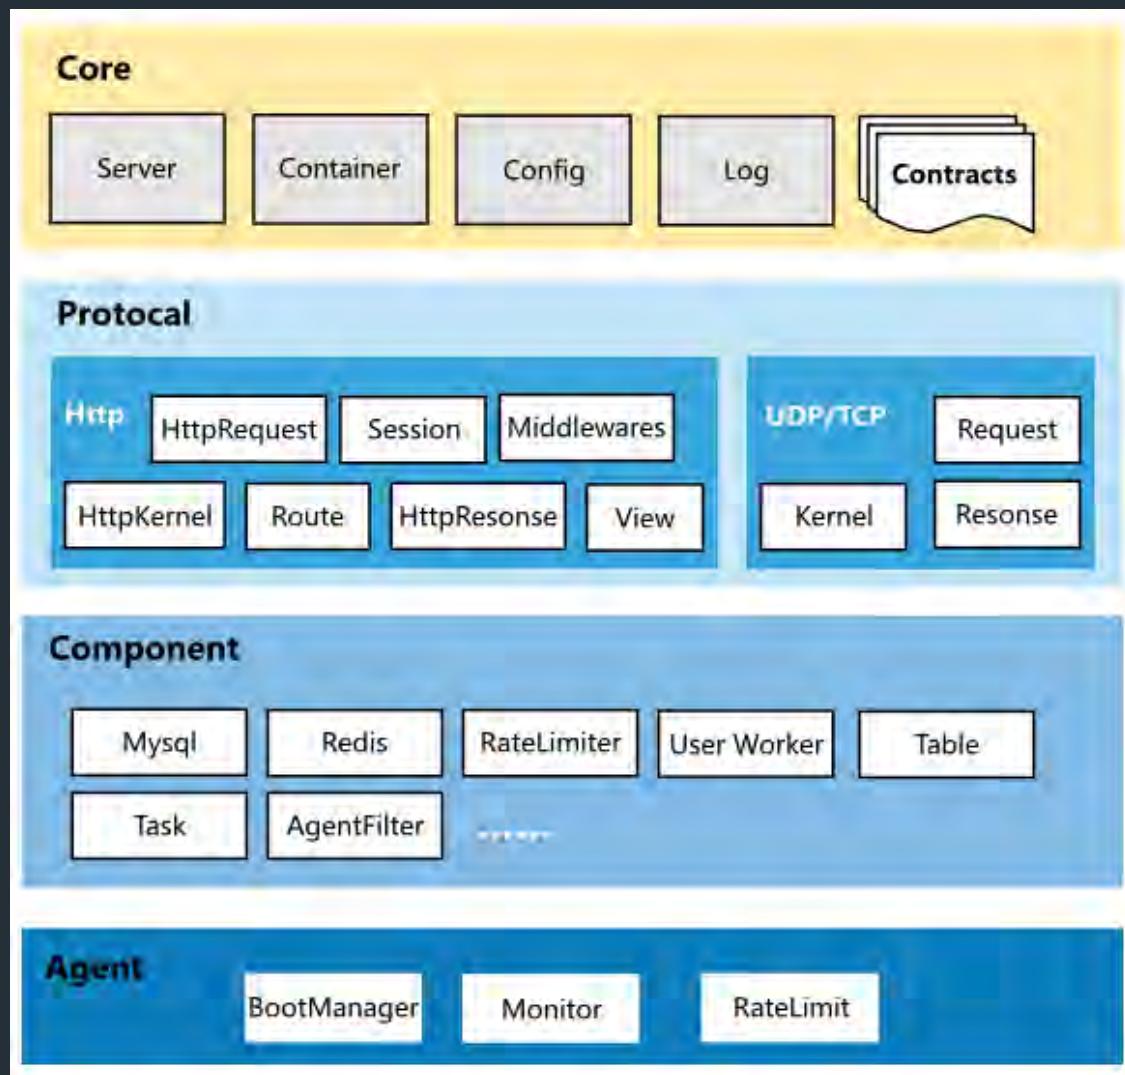 Core
Server Container Config Log Contracts
Protocal
Http HttpRequest Session Middlewares
HttpKernel Route HttpResonse View
UDP/TCP Request
Kernel Resonse
Component
Mysql Redis RateLimiter User Worker Table
Task AgentFilter ......
Agent
BootManager Monitor RateLimit